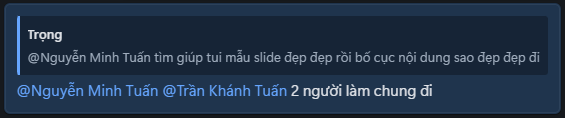 Trọng
@Nguyễn Minh Tuấn tìm giúp tui mẫu slide đẹp đẹp rồi bố cục nội dung sao đẹp đẹp đi
@Nguyễn Minh Tuấn @Trần Khánh Tuấn 2 người làm chung đi